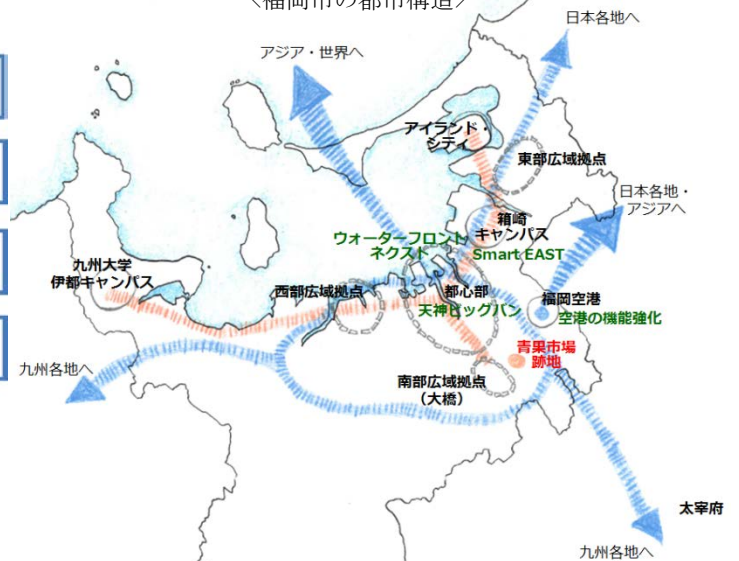 <福岡市の都市構造>
日本各地へ
アジア・世界へ
アイランド・
シティ
東部広域拠点
日本各地・
アジアへ
箱崎
キャンパス
ウォーターフロント
ネクスト
Smart EAST
九州大学
伊都キャンパス
西部広域拠点
都心部
福岡空港
天神ビッグバン
空港の機能強化
青果市場
跡地
九州各地へ
南部広域拠点
（大橋）
太宰府
九州各地へ